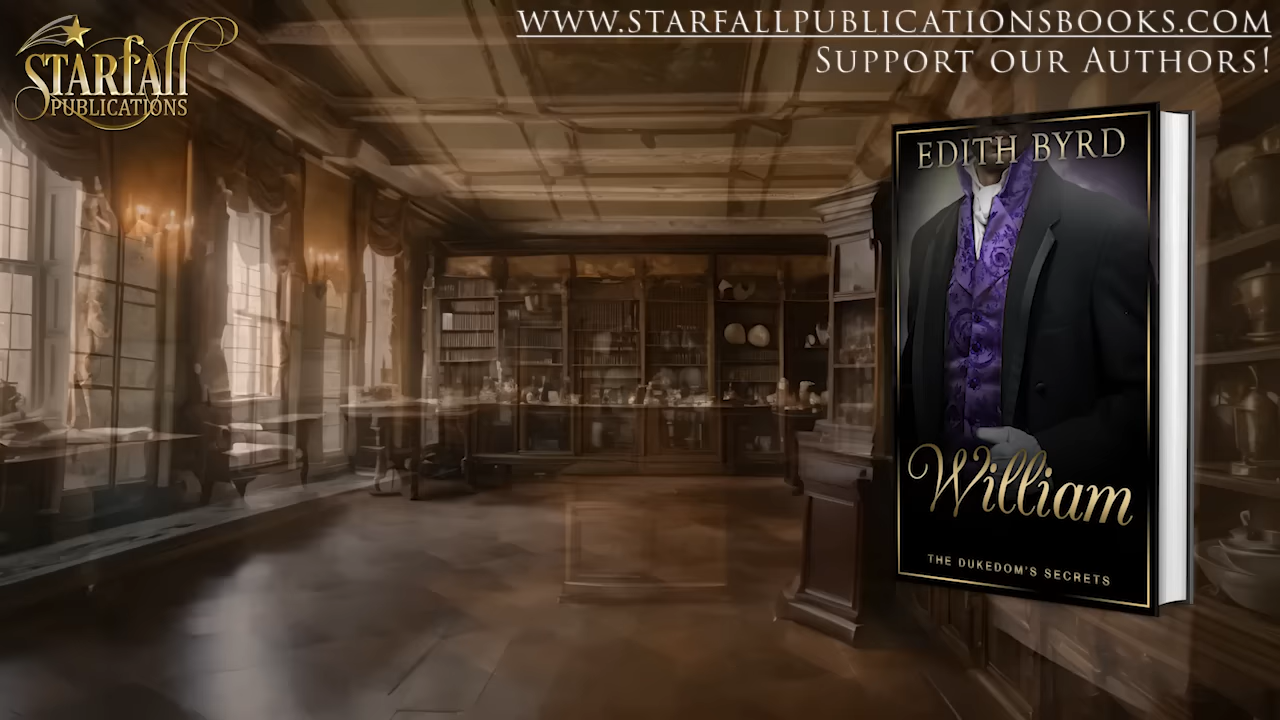 STARFALL
PUBLICATIONS
WWW.STARFALLPUBLICATIONSBOOKS.COM
SUPPORT OUR AUTHORS!
EDITH BYRD
William
THE DUKEDOM'S SECRETS